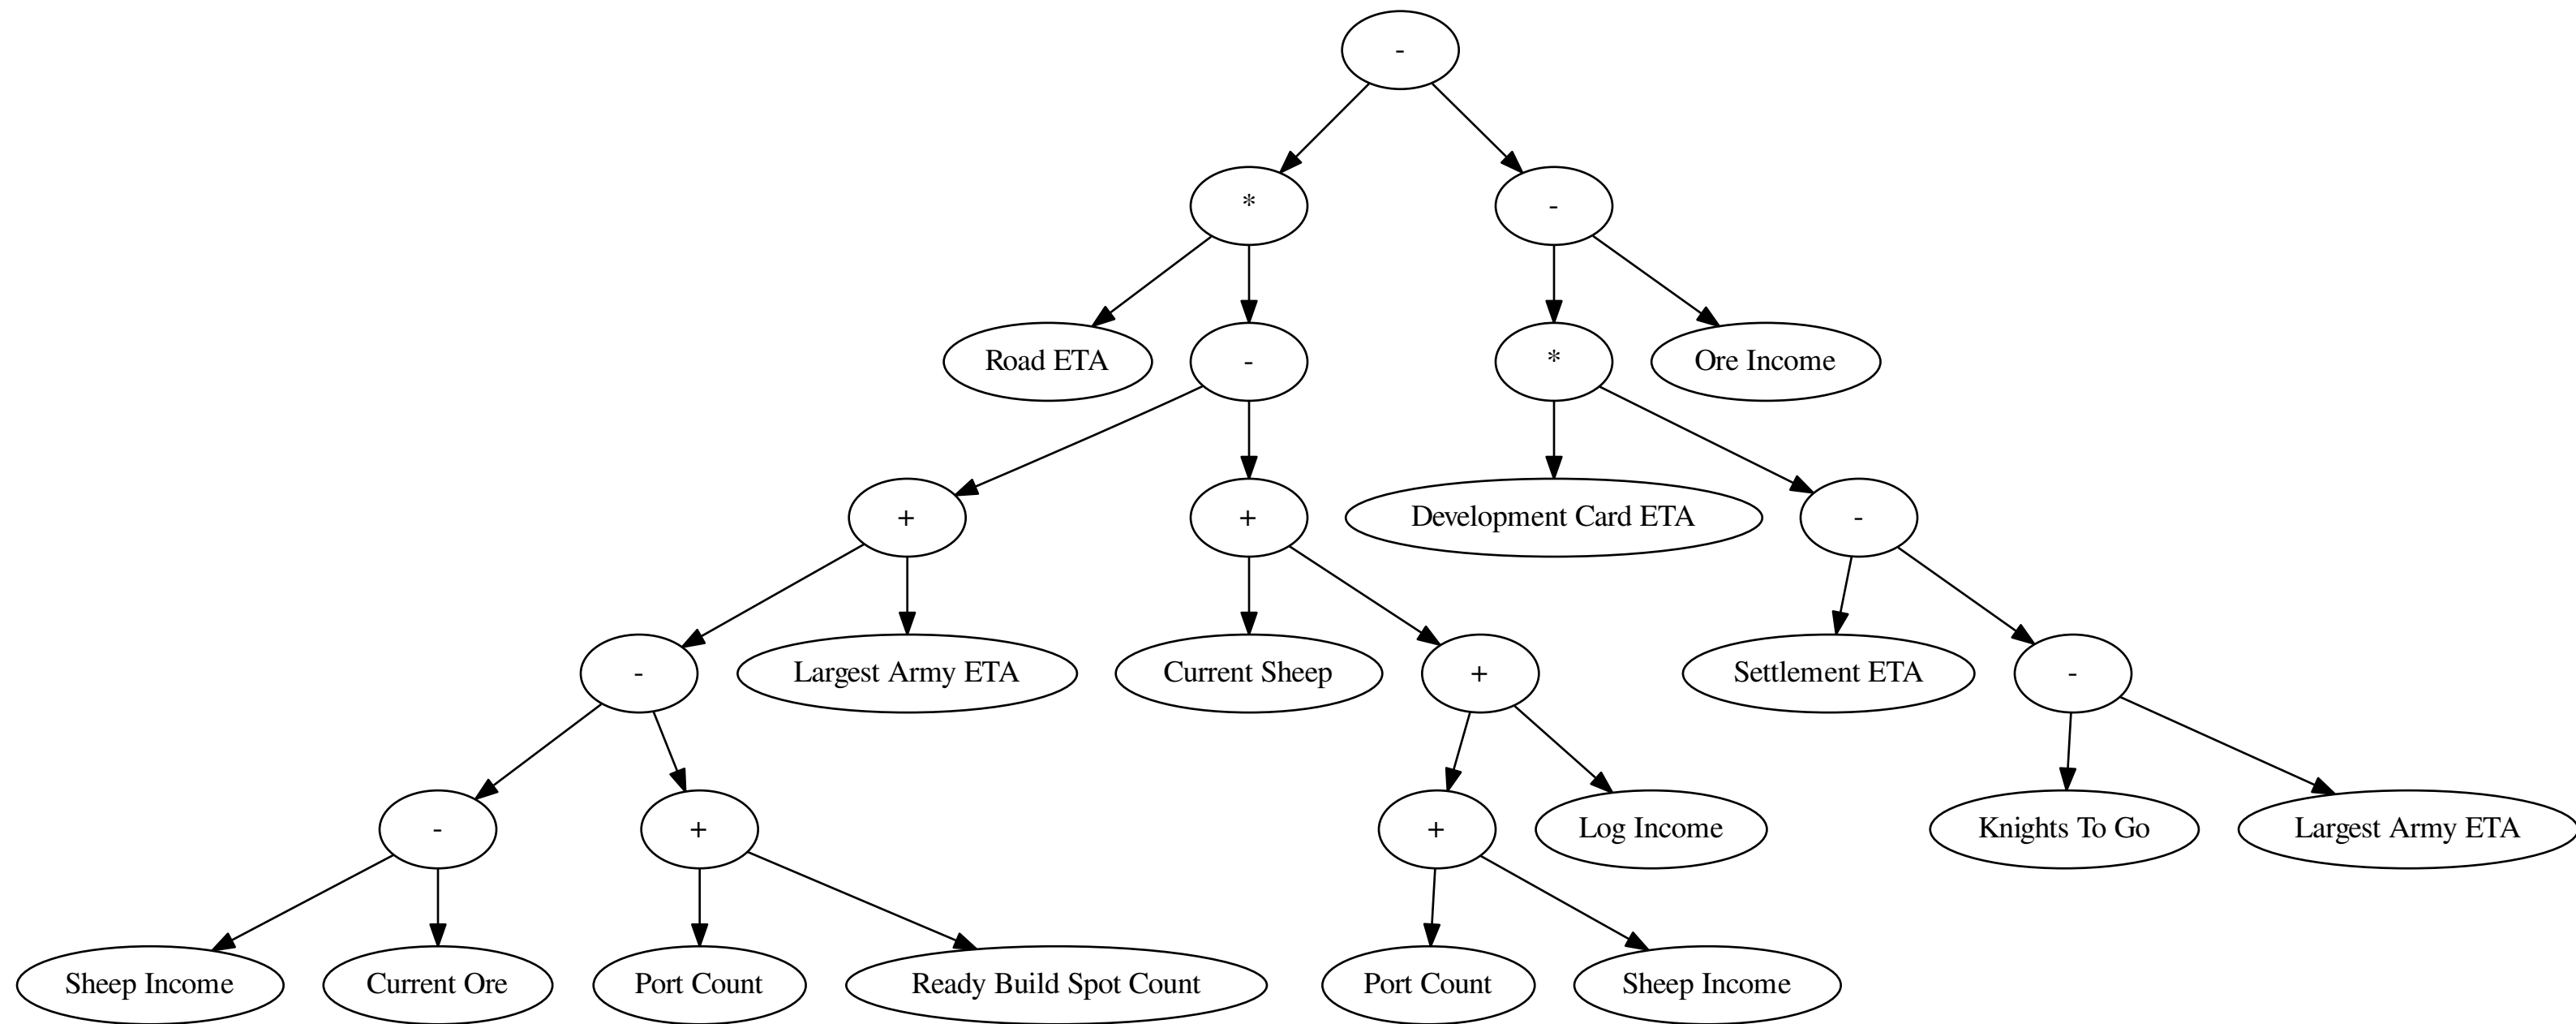 -
*
-
Road ETA
-
*
Ore Income
+
+
Development Card ETA
-
-
Largest Army ETA
Current Sheep
+
Settlement ETA
-
-
+
+
Log Income
Knights To Go
Largest Army ETA
Sheep Income
Current Ore
Port Count
Ready Build Spot Count
Port Count
Sheep Income